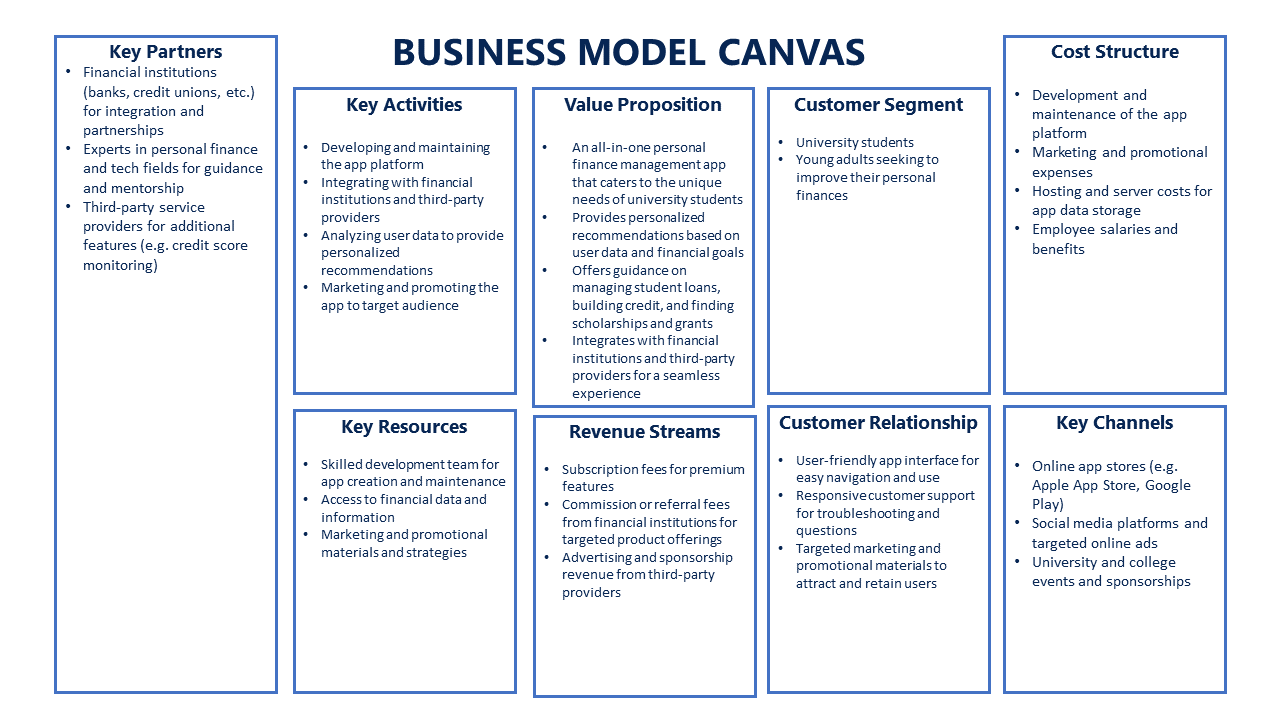 BUSINESS MODEL CANVAS
Key Partners
• Financial institutions
(banks, credit unions, etc.)
for integration and
partnerships
• Experts in personal finance
and tech fields for guidance
and mentorship
• Third-party service
providers for additional
features (e.g. credit score
monitoring)
Key Activities
• Developing and maintaining
the app platform
• Integrating with financial
institutions and third-party
providers
• Analyzing user data to provide
personalized
recommendations
• Marketing and promoting the
app to target audience
Key Resources
• Skilled development team for
app creation and maintenance
• Access to financial data and
information
• Marketing and promotional
materials and strategies
Value Proposition
• An all-in-one personal
finance management app
that caters to the unique
needs of university students
• Provides personalized
recommendations based on
user data and financial goals
• Offers guidance on
managing student loans,
building credit, and finding
scholarships and grants
• Integrates with financial
institutions and third-party
providers for a seamless
experience
Revenue Streams
• Subscription fees for premium
features
• Commission or referral fees
from financial institutions for
targeted product offerings
• Advertising and sponsorship
revenue from third-party
providers
Customer Segment
• University students
• Young adults seeking to
improve their personal
finances
Customer Relationship
• User-friendly app interface for
easy navigation and use
• Responsive customer support
for troubleshooting and
questions
• Targeted marketing and
promotional materials to
attract and retain users
Cost Structure
• Development and
maintenance of the app
platform
• Marketing and promotional
expenses
• Hosting and server costs for
app data storage
• Employee salaries and
benefits
Key Channels
• Online app stores (e.g.
Apple App Store, Google
Play)
• Social media platforms and
targeted online ads
• University and college
events and sponsorships